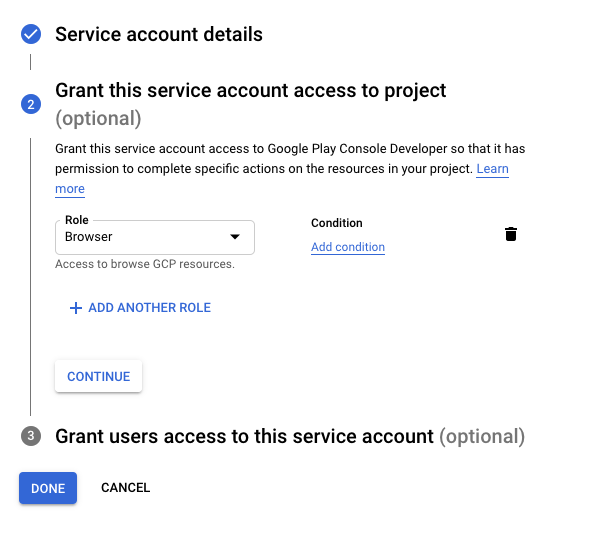 Service account details
2
Grant this service account access to project
(optional)
Grant this service account access to Google Play Console Developer so that it has
permission to complete specific actions on the resources in your project. Learn
more
Role
Browser
Condition
Add condition
Access to browse GCP resources.
ADD ANOTHER ROLE
CONTINUE
3
Grant users access to this service account (optional)
DONE
CANCEL